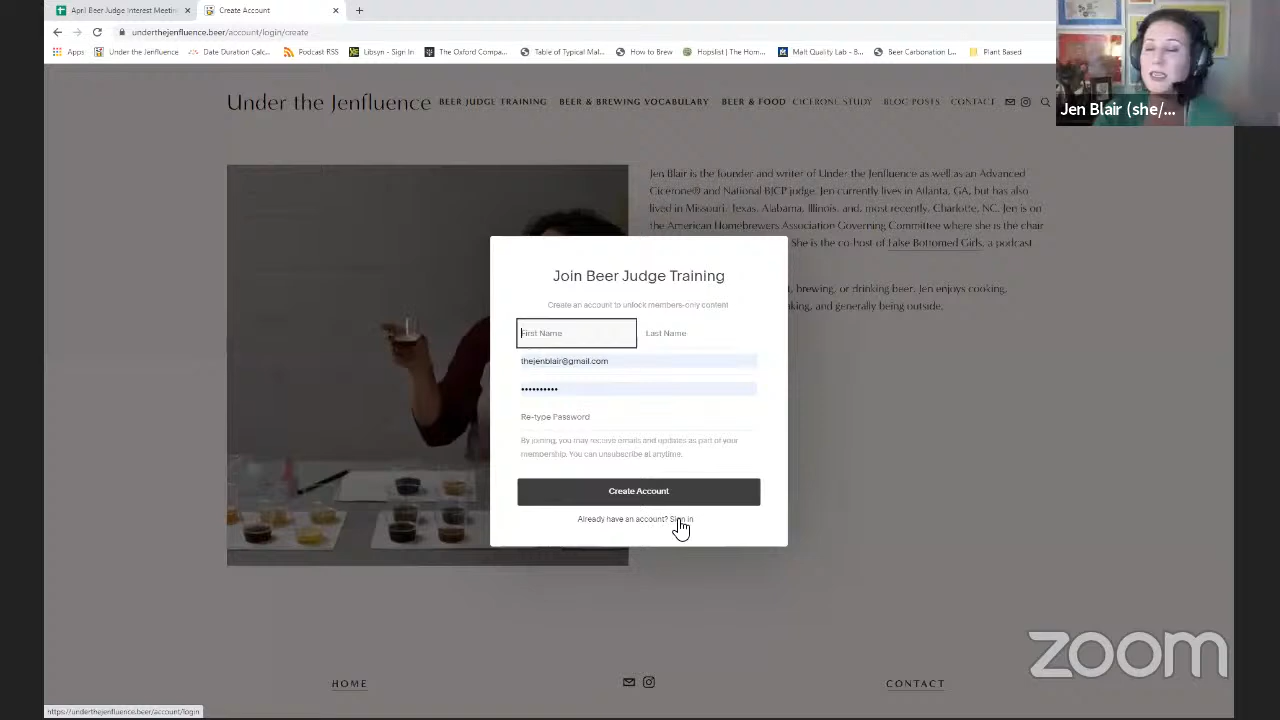 April Beer Judge Interest Meetin
Create Account
underthejenfluence.beer/account/login/create
Apps
Under the Jenfluence
Date Duration Calc...
Podcast RSS
Libsyn - Sign In
The Oxford Compa...
Table of Typical Mal...
How to Brew
Hopslist | The Hom...
Malt Quality Lab - B...
Beer Carbonation L...
Plant Based
Jen Blair (she/...
Under the Jenfluence
BEER JUDGE TRAINING
BEER & BREWING VOCABULARY
BEER & FOOD
CICERONE STUDY
BLOG POSTS
CONTACT
Jen Blair is the founder and writer of Under the Jenfluence as well as an Advanced
Cicerone® and National BJCP judge. Jen currently lives in Atlanta, GA, but has also
lived in Missouri, Texas, Alabama, Illinois, and, most recently, Charlotte, NC. Jen is on
the American Homebrewers Association Governing Committee where she is the chair
She is the co-host of False Bottomed Girls, a podcast
brewing, or drinking beer, Jen enjoys cooking,
and generally being outside.
Join Beer Judge Training
Create an account to unlock members-only content
First Name
Last Name
thejenblair@gmail.com
••••••••••
Re-type Password
By joining, you may receive emails and updates as part of your
membership. You can unsubscribe at anytime.
Create Account
Already have an account? Sign in
zoom
HOME
CONTACT
https://underthejenfluence.beer/account/login